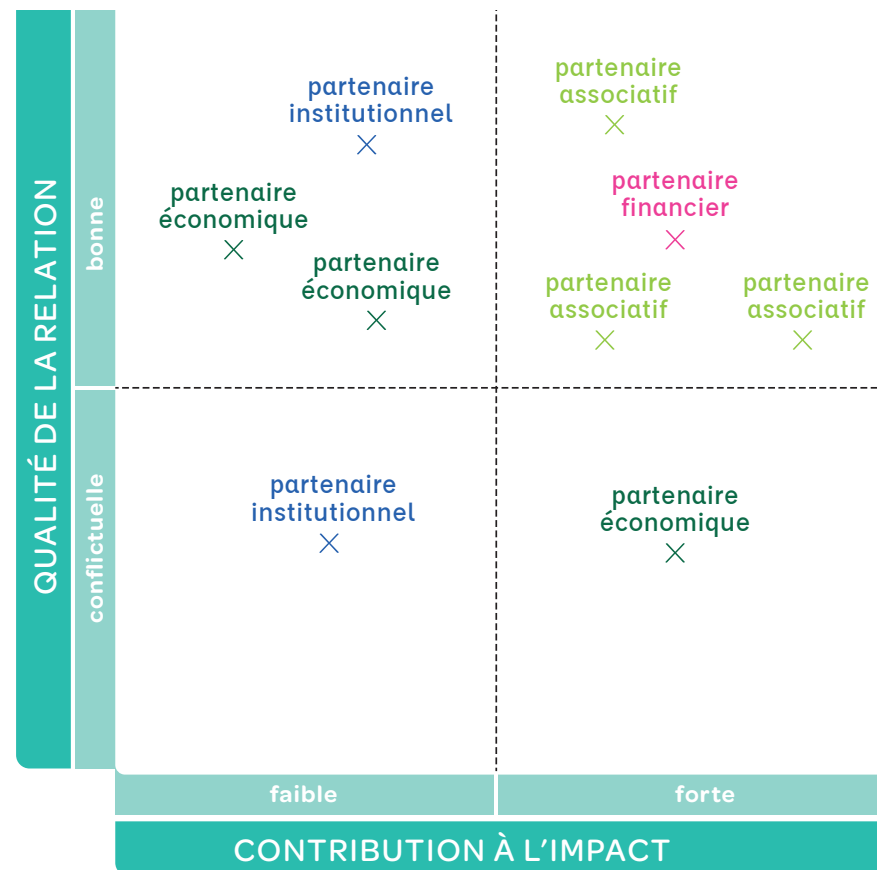 QUALITÉ DE LA RELATION
bonne
conflictuelle
partenaire
institutionnel
partenaire
économique
partenaire
économique
partenaire
associatif
partenaire
financier
partenaire
associatif
partenaire
associatif
partenaire
institutionnel
partenaire
économique
faible
forte
CONTRIBUTION À L’IMPACT